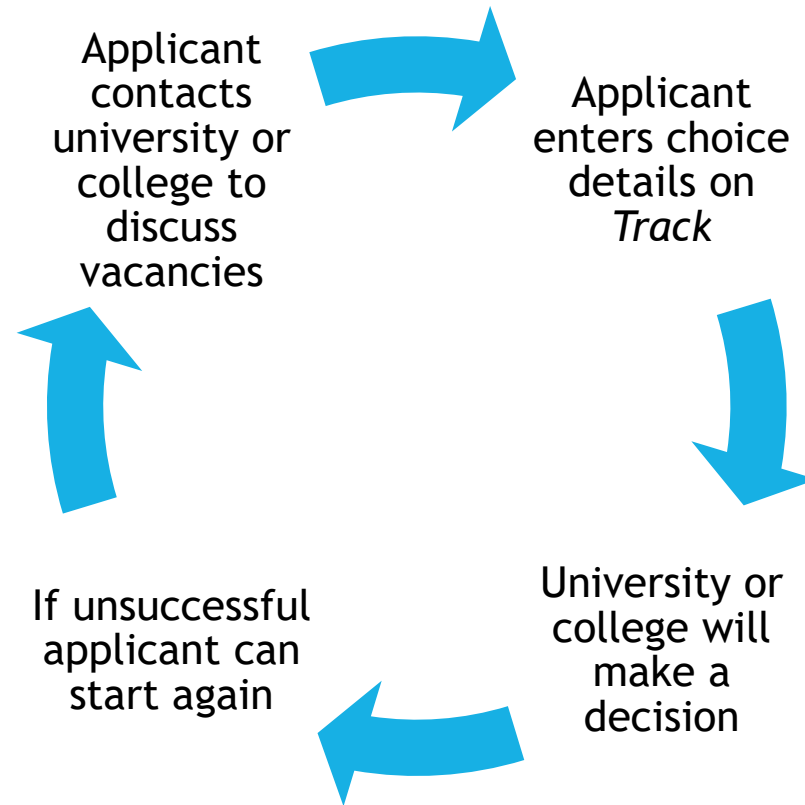 Applicant
contacts
university or
college to
discuss
vacancies
Applicant
enters choice
details on
Track
University or
college will
make a
decision
If unsuccessful
applicant can
start again